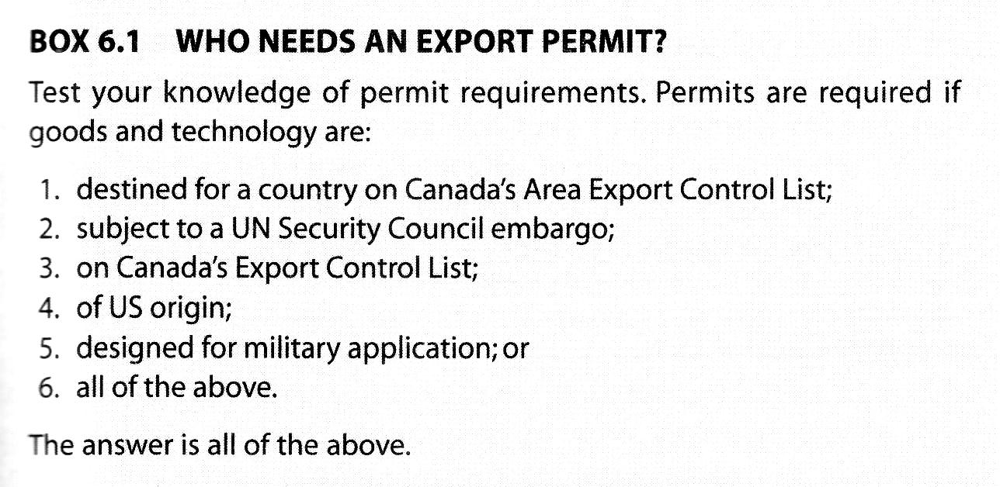 BOX 6.1 WHO NEEDS AN EXPORT PERMIT?
Test your knowledge of permit requirements. Permits are required if
goods and technology are:
1. destined for a country on Canada's Area Export Control List;
2. subject to a UN Security Council embargo;
3. on Canada's Export Control List;
4. of US origin;
5. designed for military application; or
6. all of the above.
The answer is all of the above.